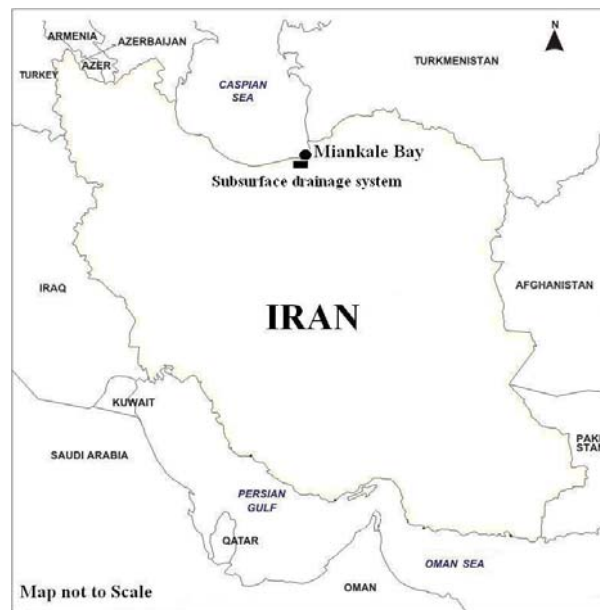 ARMENIA
AZERBAIJAN
N
TURKEY
AZER
CASPIAN
SEA
TURKMENISTAN
Miankale Bay
Subsurface drainage system
IRAQ
AFGHANISTAN
IRAN
KUWAIT
SAUDI ARABIA
PAKI
STAN
PERSIAN
GULF
QATAR
OMAN SEA
OMAN
Map not to Scale